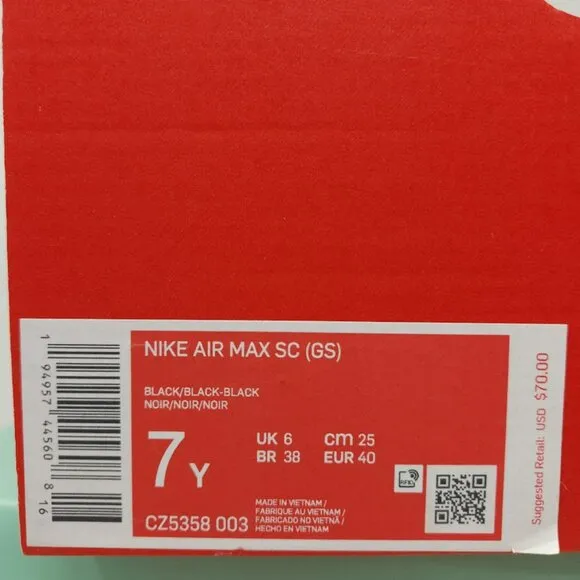 NIKE AIR MAX SC (GS)
BLACK/BLACK-BLACK
NOIR/NOIR/NOIR
7 Y
UK 6 cm 25
BR 38 EUR 40
RFID
CZ5358 003
MADE IN VIETNAM /
FABRIQUE AU VIETNAM /
FABRICADO NO VIETNÃ /
HECHO EN VIETNAM
1 94957 44560 8 16
Suggested Retail: USD $70.00